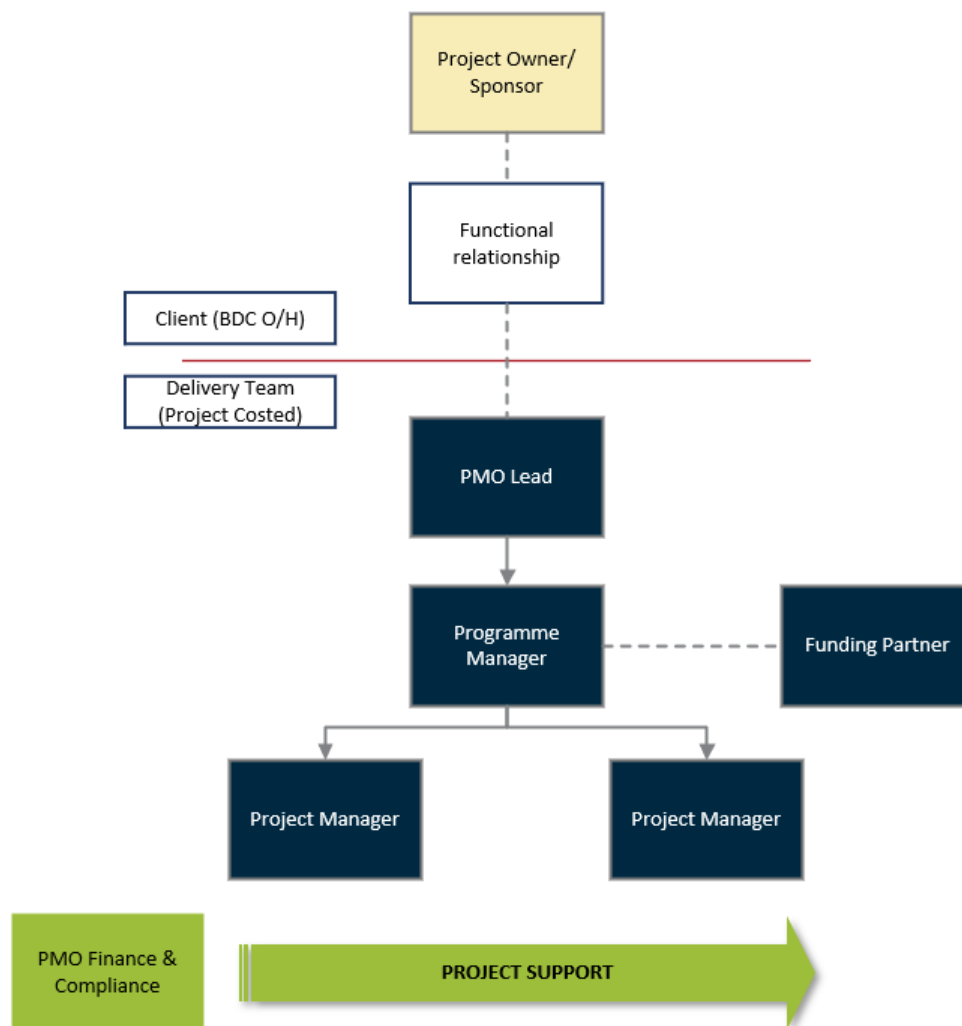 Project Owner/
Sponsor
Functional
relationship
Client (BDC O/H)
Delivery Team
(Project Costed)
PMO Lead
Programme
Manager
Funding Partner
Project Manager
Project Manager
PMO Finance &
Compliance
PROJECT SUPPORT